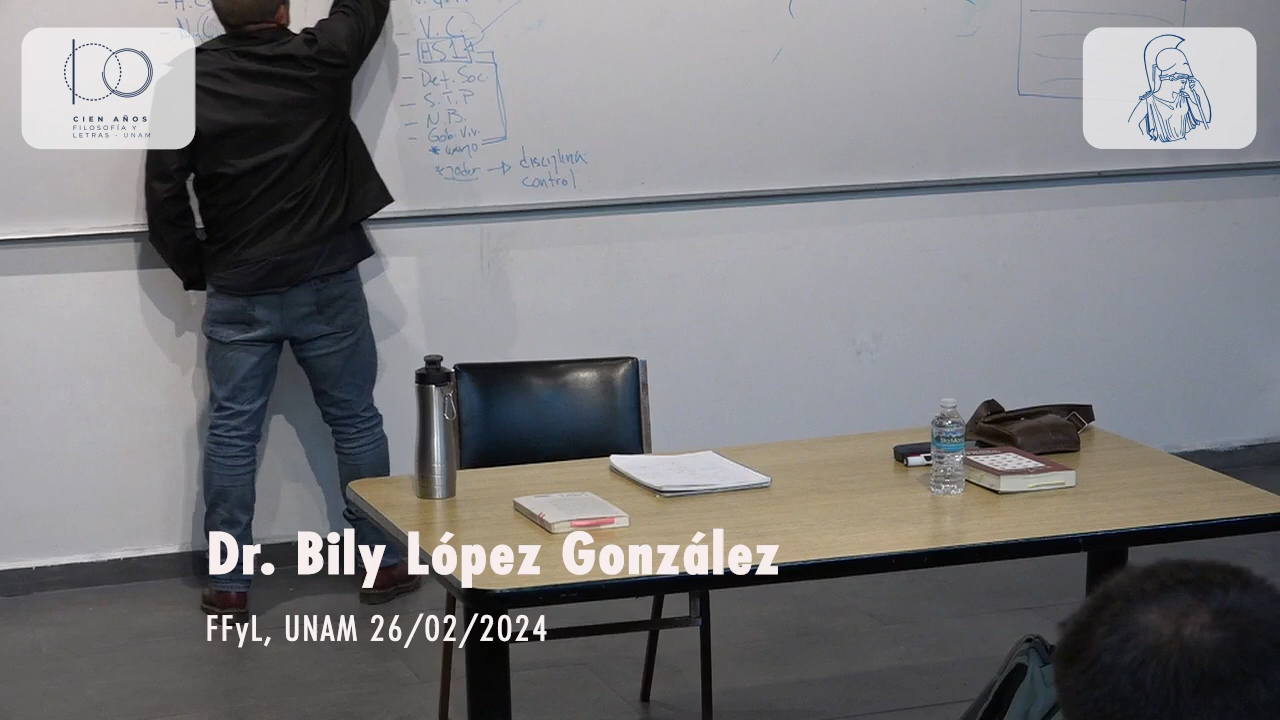 CIEN AÑOS
FILOSOFÍA Y
LETRAS - UNAM
- V. C.
- HS1
- Det. Soc.
- S. T. P
- N. B.
- Gob. V.V.
* poder → disciplina
control
Dr. Bily López González
FFyL, UNAM 26/02/2024